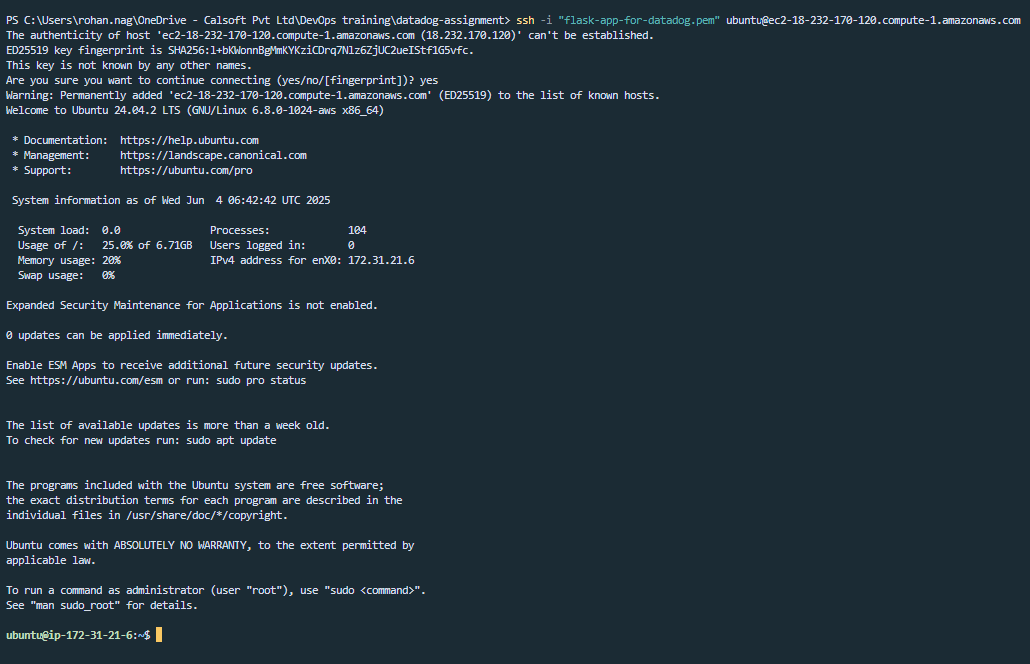 PS C:\Users\rohan.nag\OneDrive - Calsoft Pvt Ltd\DevOps training\datadog-assignment> ssh -i "flask-app-for-datadog.pem" ubuntu@ec2-18-232-170-120.compute-1.amazonaws.com
The authenticity of host 'ec2-18-232-170-120.compute-1.amazonaws.com (18.232.170.120)' can't be established.
ED25519 key fingerprint is SHA256:l+bKWonnBgMmKYKziCDrq7Nlz6ZjUC2ueIStf1G5vfc.
This key is not known by any other names.
Are you sure you want to continue connecting (yes/no/[fingerprint])? yes
Warning: Permanently added 'ec2-18-232-170-120.compute-1.amazonaws.com' (ED25519) to the list of known hosts.
Welcome to Ubuntu 24.04.2 LTS (GNU/Linux 6.8.0-1024-aws x86_64)

 * Documentation:  https://help.ubuntu.com
 * Management:     https://landscape.canonical.com
 * Support:        https://ubuntu.com/pro

 System information as of Wed Jun  4 06:42:42 UTC 2025

  System load:  0.0                Processes:             104
  Usage of /:   25.0% of 6.71GB   Users logged in:       0
  Memory usage: 20%               IPv4 address for enX0: 172.31.21.6
  Swap usage:   0%

Expanded Security Maintenance for Applications is not enabled.

0 updates can be applied immediately.

Enable ESM Apps to receive additional future security updates.
See https://ubuntu.com/esm or run: sudo pro status

The list of available updates is more than a week old.
To check for new updates run: sudo apt update

The programs included with the Ubuntu system are free software;
the exact distribution terms for each program are described in the
individual files in /usr/share/doc/*/copyright.

Ubuntu comes with ABSOLUTELY NO WARRANTY, to the extent permitted by
applicable law.

To run a command as administrator (user "root"), use "sudo <command>".
See "man sudo_root" for details.

ubuntu@ip-172-31-21-6:~$